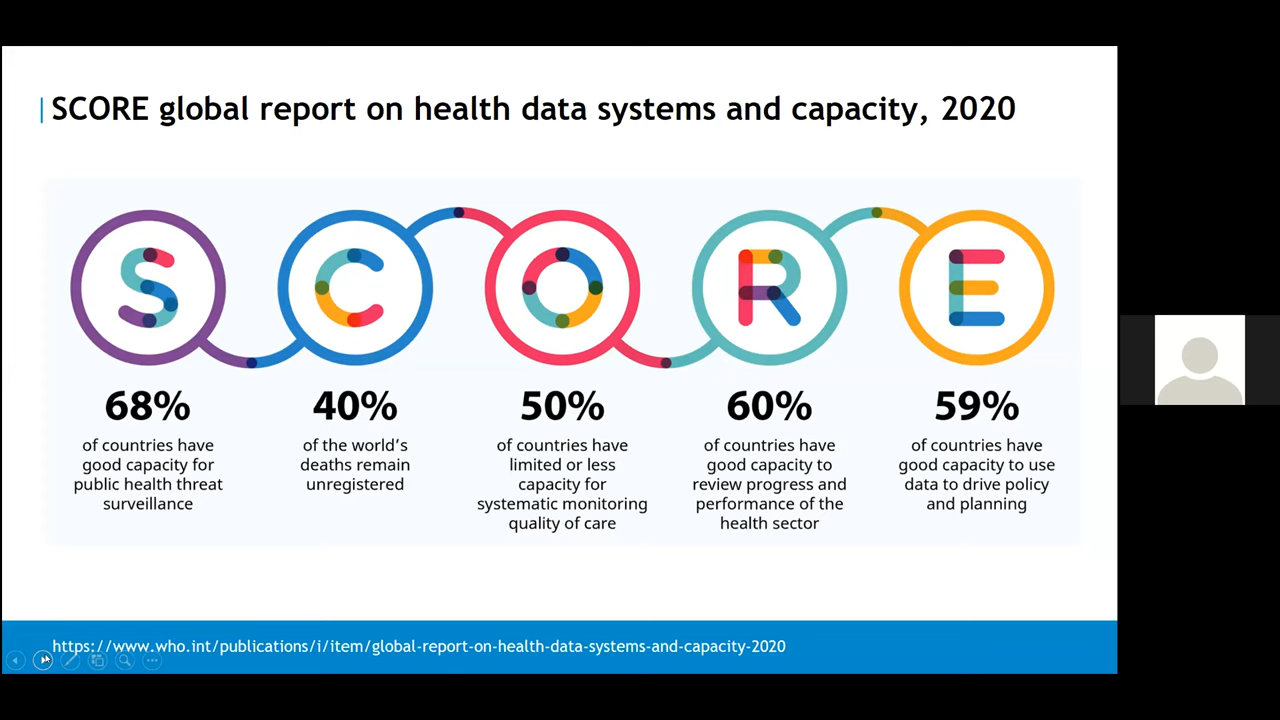 SCORE global report on health data systems and capacity, 2020
S C O R E
68%
of countries have
good capacity for
public health threat
surveillance
40%
of the world's
deaths remain
unregistered
50%
of countries have
limited or less
capacity for
systematic monitoring
quality of care
60%
of countries have
good capacity to
review progress and
performance of the
health sector
59%
of countries have
good capacity to use
data to drive policy
and planning
https://www.who.int/publications/i/item/global-report-on-health-data-systems-and-capacity-2020